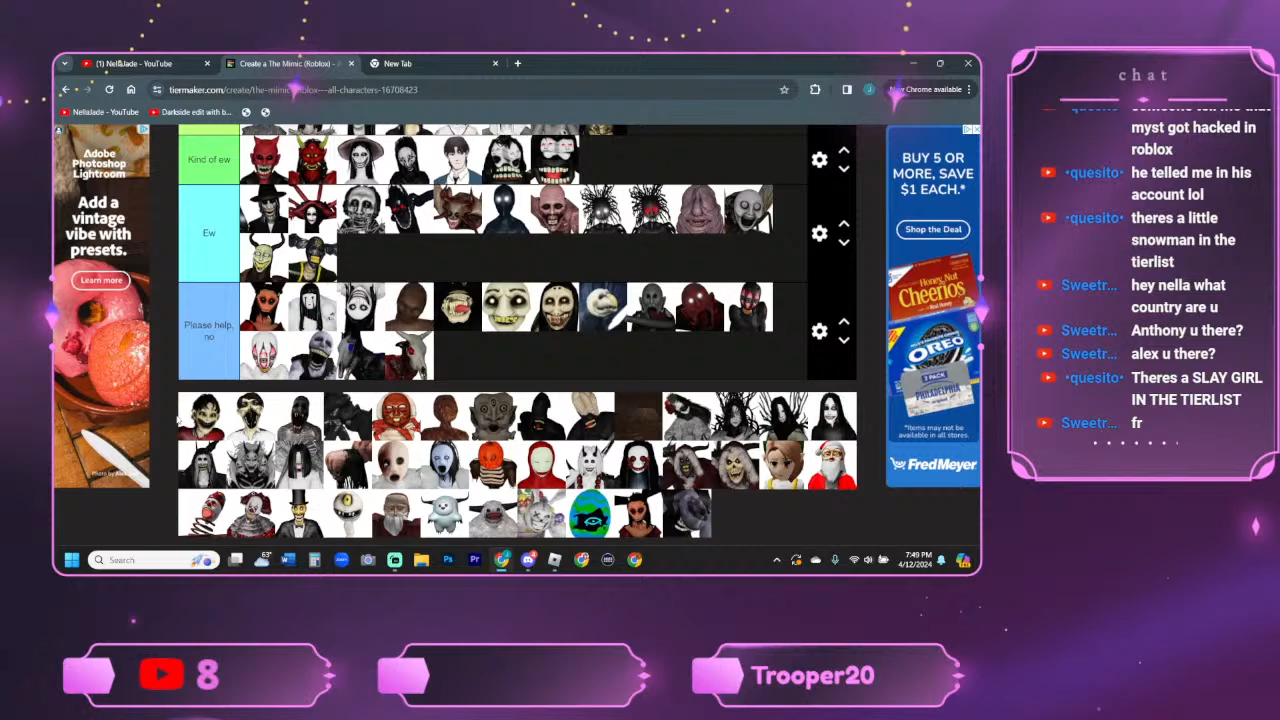 (1) NellaJade - YouTube
Create a The Mimic (Roblox) - A
New Tab
tiermaker.com/create/the-mimic-roblox---all-characters-16708423
New Chrome available
NellaJade - YouTube
Darkside edit with b...
Adobe
Photoshop
Lightroom
Add a
vintage
vibe with
presets.
Learn more
Kind of ew
Ew
Please help,
no
BUY 5 OR
MORE, SAVE
$1 EACH.*
Shop the Deal
Honey Nut
Cheerios
OREO
PHILADELPHIA
*Items may not be
available in all stores.
FredMeyer
Search
63°
7:49 PM
4/12/2024
chat
•quesito•
myst got hacked in
roblox
•quesito• he told me in his
account lol
•quesito• theres a little
snowman in the
tierlist
Sweetr... hey nella what
country are u
Sweetr... Anthony u there?
Sweetr... alex u there?
•quesito• Theres a SLAY GIRL
IN THE TIERLIST
Sweetr... fr
8
Trooper20